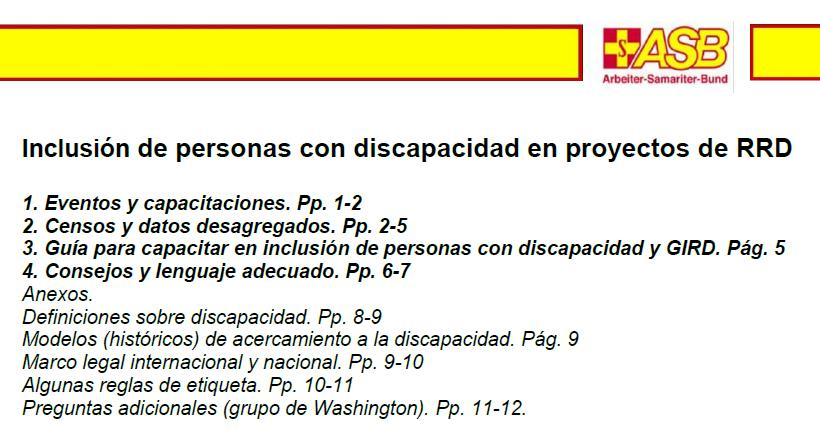 S ASB
Arbeiter-Samariter-Bund
Inclusión de personas con discapacidad en proyectos de RRD
1. Eventos y capacitaciones. Pp. 1-2
2. Censos y datos desagregados. Pp. 2-5
3. Guía para capacitar en inclusión de personas con discapacidad y GIRD. Pág. 5
4. Consejos y lenguaje adecuado. Pp. 6-7
Anexos.
Definiciones sobre discapacidad. Pp. 8-9
Modelos (históricos) de acercamiento a la discapacidad. Pág. 9
Marco legal internacional y nacional. Pp. 9-10
Algunas reglas de etiqueta. Pp. 10-11
Preguntas adicionales (grupo de Washington). Pp. 11-12.